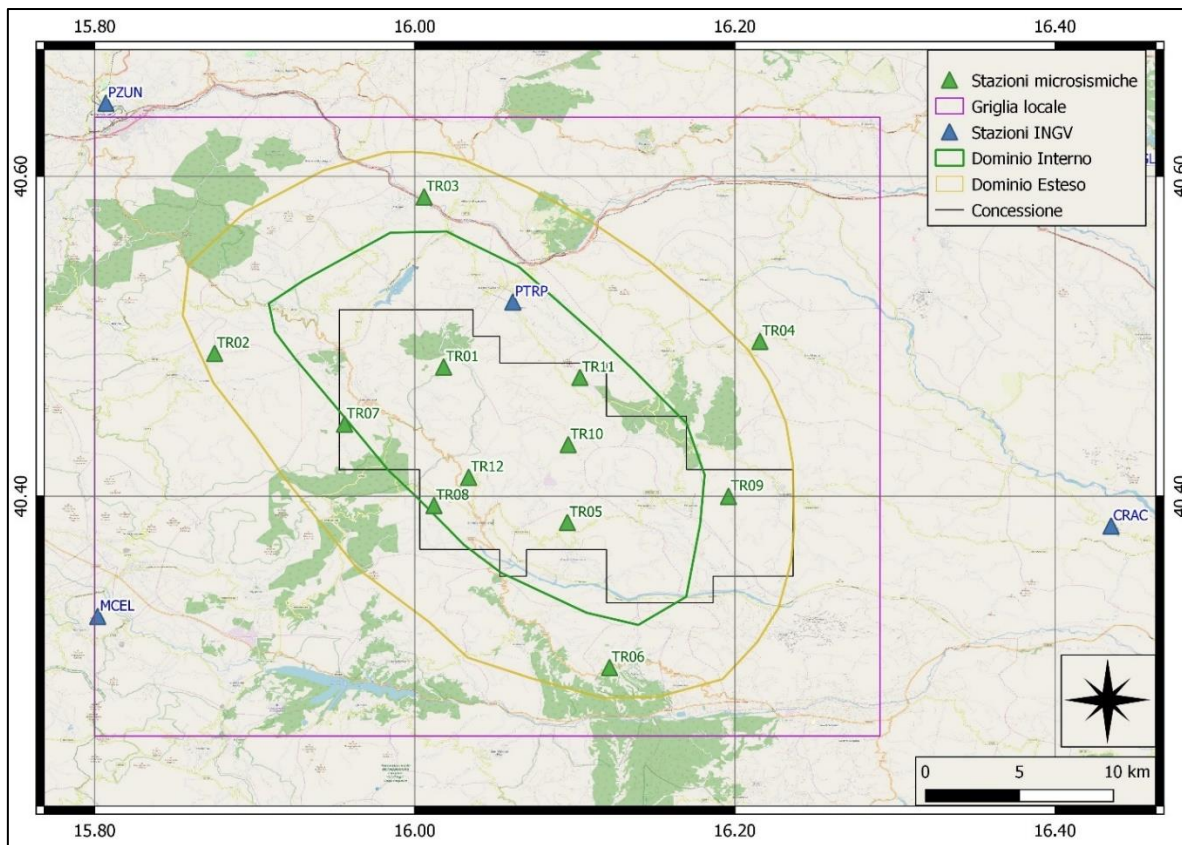 15.80 16.00 16.20 16.40
PZUN
Stazioni microsismiche
Griglia locale
Stazioni INGV
Dominio Interno
Dominio Esteso
Concessione
40.60 40.60
TR03
PTRP
TR04
TR02
TR01
TR11
TR07
TR10
TR12
TR08
TR09
40.40 40.40
TR05
CRAC
MCEL
TR06
0 5 10 km
15.80 16.00 16.20 16.40